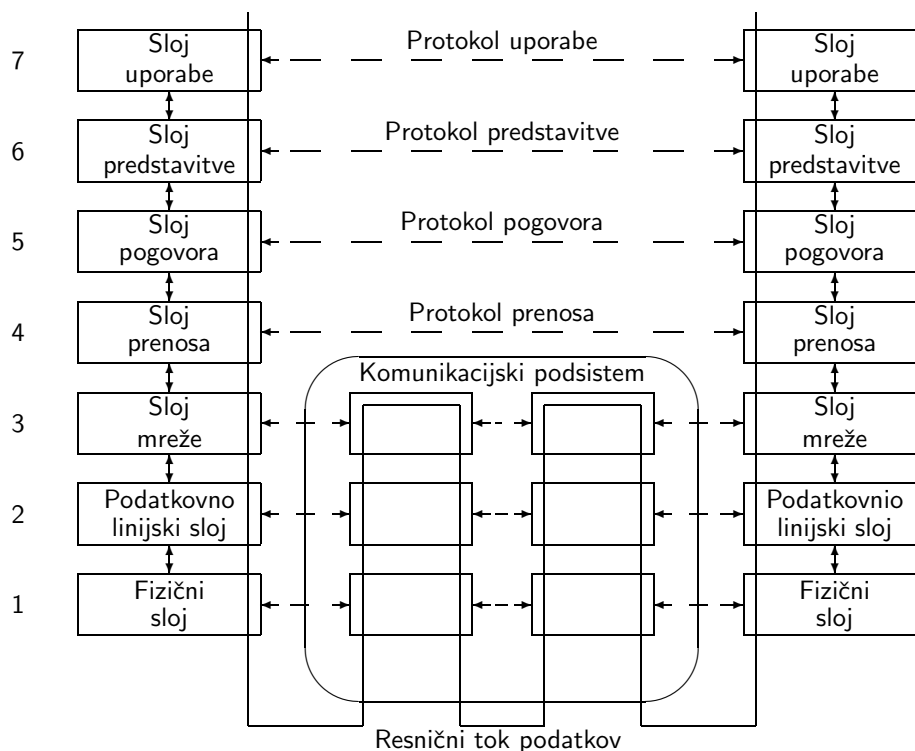 7
Sloj
uporabe
Protokol uporabe
Sloj
uporabe
6
Sloj
predstavitve
Protokol predstavitve
Sloj
predstavitve
5
Sloj
pogovora
Protokol pogovora
Sloj
pogovora
4
Sloj
prenosa
Protokol prenosa
Sloj
prenosa
Komunikacijski podsistem
3
Sloj
mreže
Sloj
mreže
2
Podatkovno
linijski sloj
Podatkovnio
linijski sloj
1
Fizični
sloj
Fizični
sloj
Resnični tok podatkov